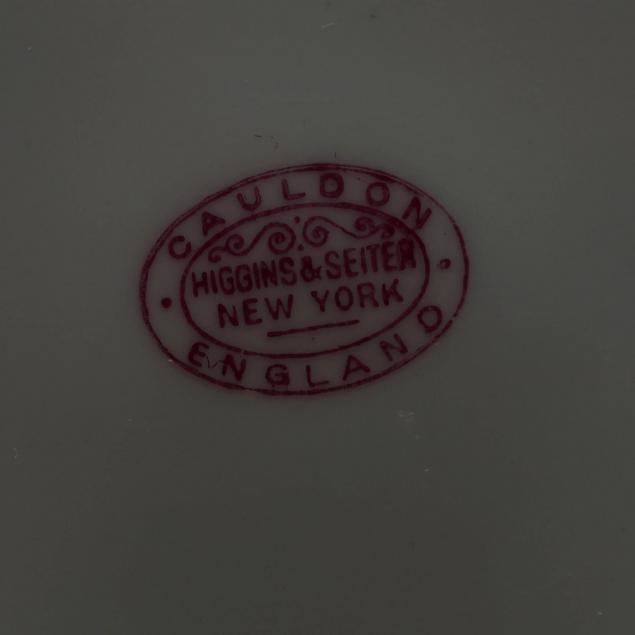 CAULDON
HIGGINS & SEITER
NEW YORK
ENGLAND